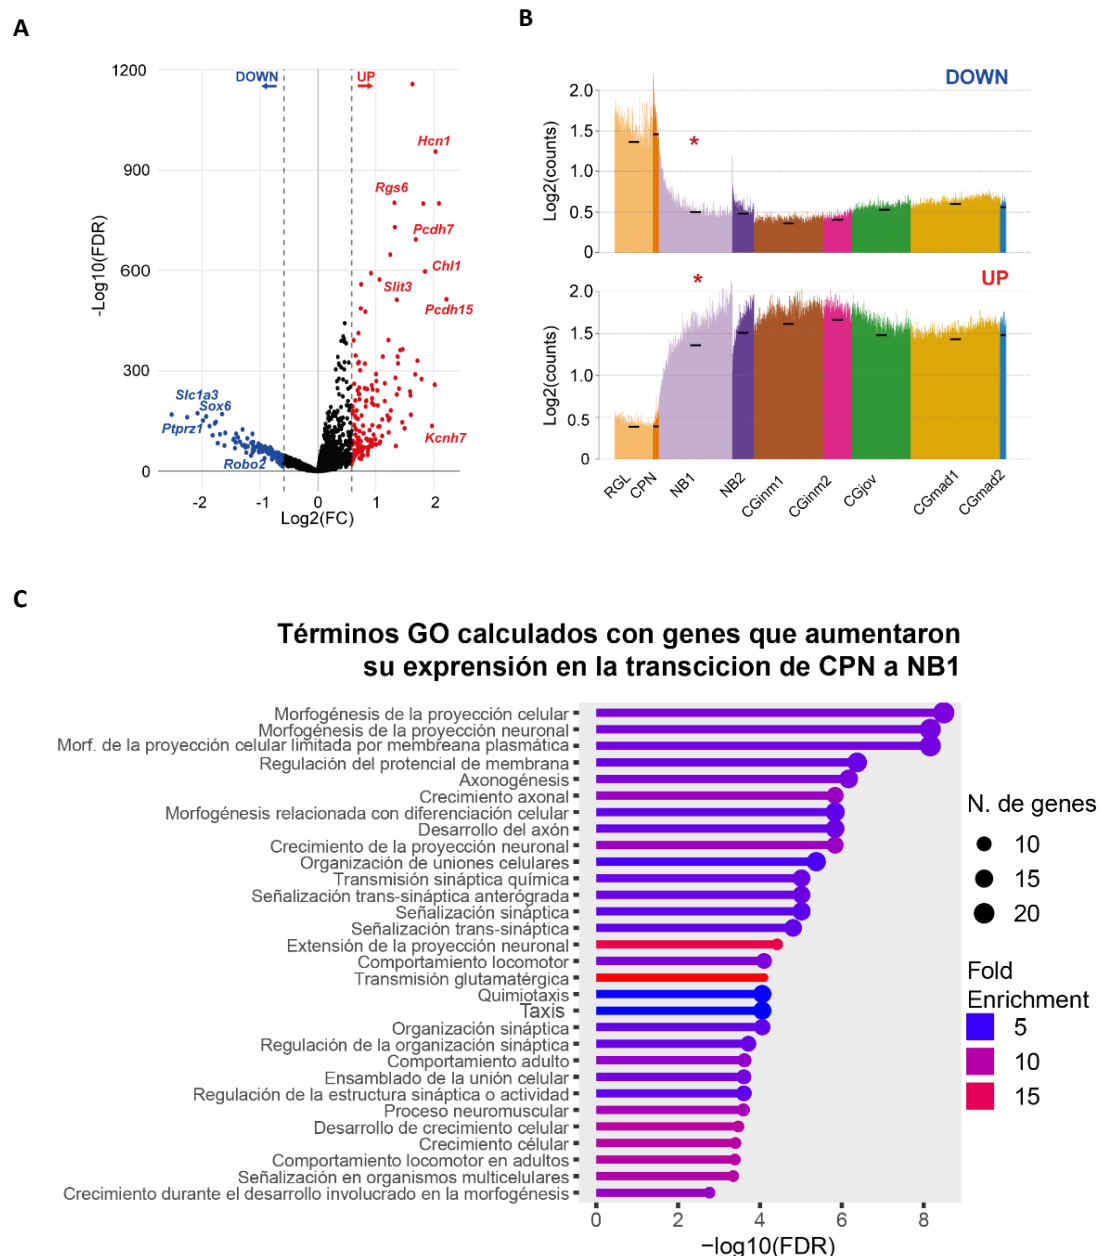 A
1200
900
600
300
0
-Log10(FDR)
DOWN
UP
Hcn1
Rgs6
Pcdh7
Chl1
Slit3
Pcdh15
Slc1a3
Sox6
Ptprz1
Robo2
Kcnh7
-2
-1
0
1
2
Log2(FC)
B
DOWN
2.0
1.5
1.0
0.5
0
Log2(counts)
*
UP
2.0
1.5
1.0
0.5
0
Log2(counts)
*
RGL
CPN
NB1
NB2
CGinm1
CGinm2
CGjov
CGmad1
CGmad2
C
Términos GO calculados con genes que aumentaron
su exprensión en la transcicion de CPN a NB1
Morfogénesis de la proyección celular
Morfogénesis de la proyección neuronal
Morf. de la proyección celular limitada por membreana plasmática
Regulación del protencial de membrana
Axonogénesis
Crecimiento axonal
Morfogénesis relacionada con diferenciación celular
Desarrollo del axón
Crecimiento de la proyección neuronal
Organización de uniones celulares
Transmisión sináptica química
Señalización trans-sináptica anterógrada
Señalización sináptica
Señalización trans-sináptica
Extensión de la proyección neuronal
Comportamiento locomotor
Transmisión glutamatérgica
Quimiotaxis
Taxis
Organización sináptica
Regulación de la organización sináptica
Comportamiento adulto
Ensamblado de la unión celular
Regulación de la estructura sináptica o actividad
Proceso neuromuscular
Desarrollo de crecimiento celular
Crecimiento célular
Comportamiento locomotor en adultos
Señalización en organismos multicelulares
Crecimiento durante el desarrollo involucrado en la morfogénesis
0
2
4
6
8
−log10(FDR)
N. de genes
10
15
20
Fold
Enrichment
5
10
15